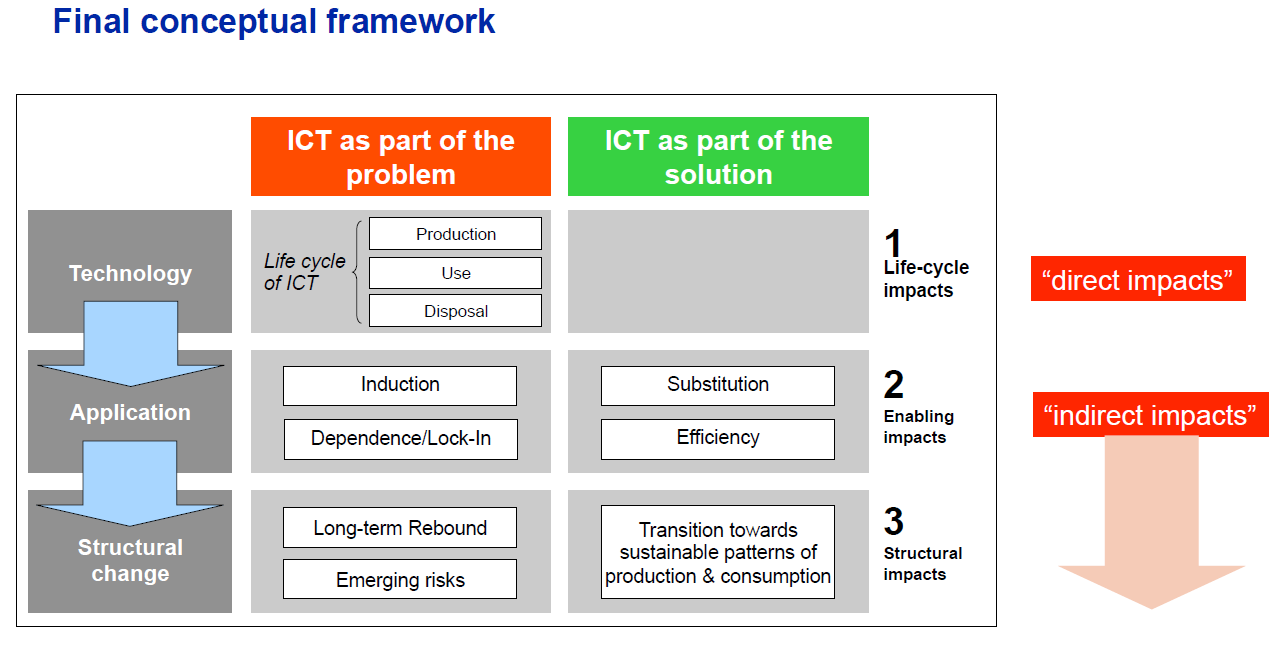 Final conceptual framework
ICT as part of the
problem
ICT as part of the
solution
Technology
Life cycle
of ICT
Production
Use
Disposal
1
Life-cycle
impacts
“direct impacts”
Application
Induction
Dependence/Lock-In
Substitution
Efficiency
2
Enabling
impacts
“indirect impacts”
Structural
change
Long-term Rebound
Emerging risks
Transition towards
sustainable patterns of
production & consumption
3
Structural
impacts